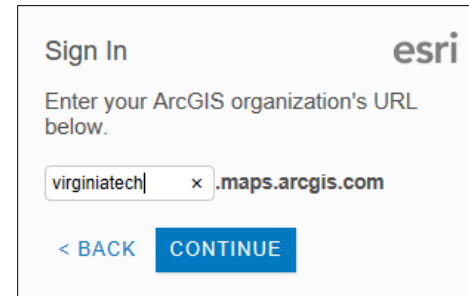 Sign In esri
Enter your ArcGIS organization's URL
below.
virginiatech × .maps.arcgis.com
< BACK CONTINUE